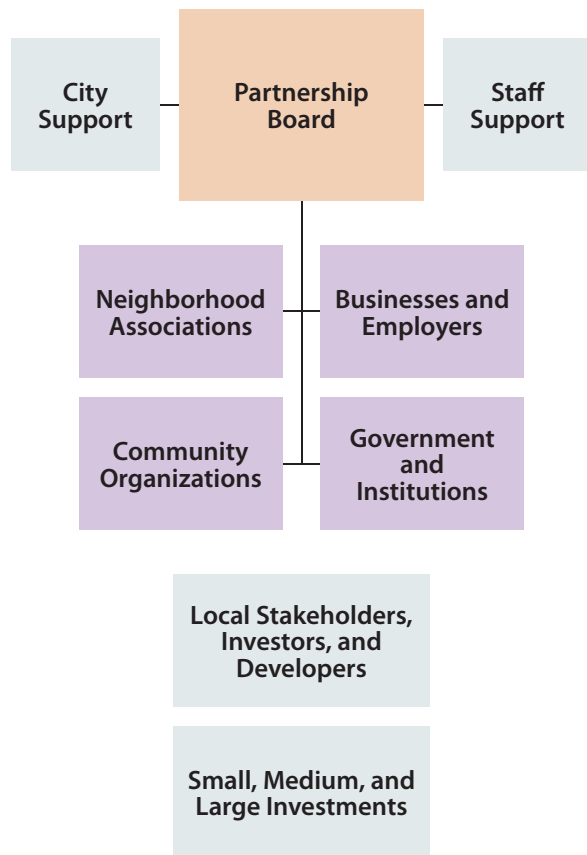 City
Support
Partnership
Board
Staff
Support
Neighborhood
Associations
Businesses and
Employers
Community
Organizations
Government
and
Institutions
Local Stakeholders,
Investors, and
Developers
Small, Medium, and
Large Investments